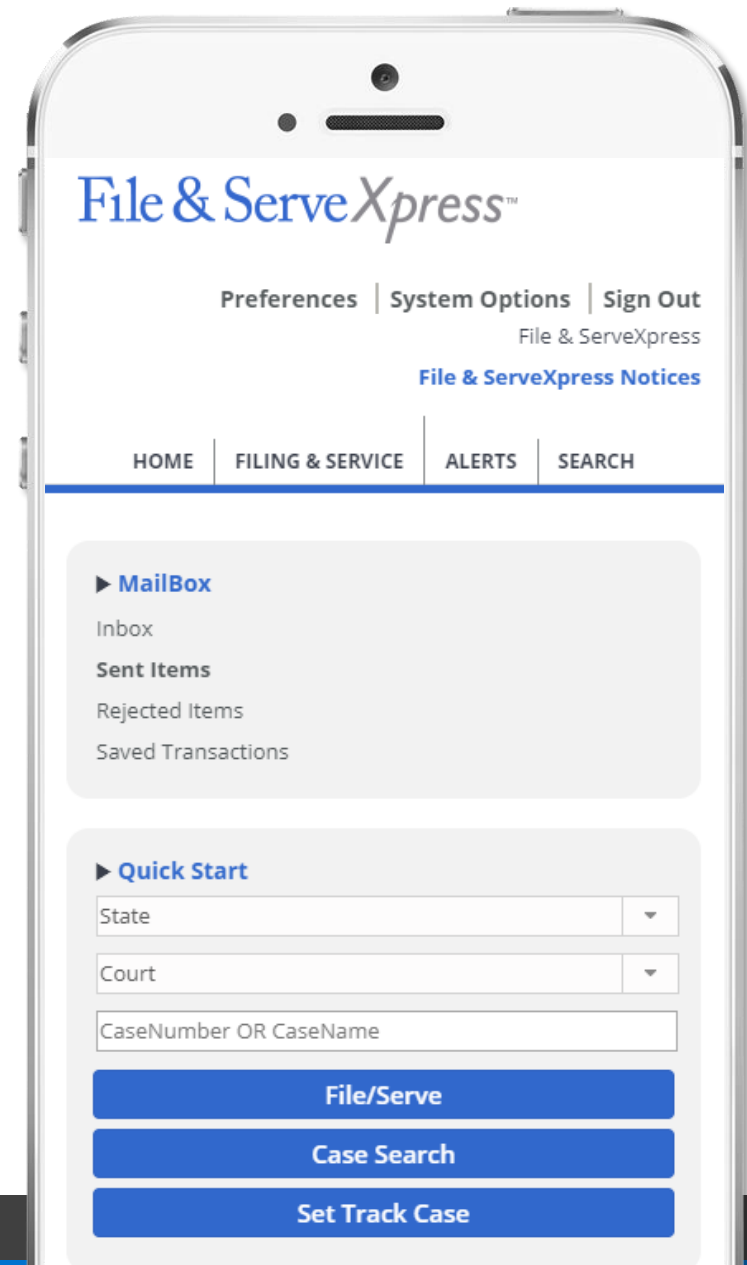 File & ServeXpress™
Preferences | System Options | Sign Out
File & ServeXpress
File & ServeXpress Notices
HOME | FILING & SERVICE | ALERTS | SEARCH
MailBox
Inbox
Sent Items
Rejected Items
Saved Transactions
Quick Start
State
Court
CaseNumber OR CaseName
File/Serve
Case Search
Set Track Case